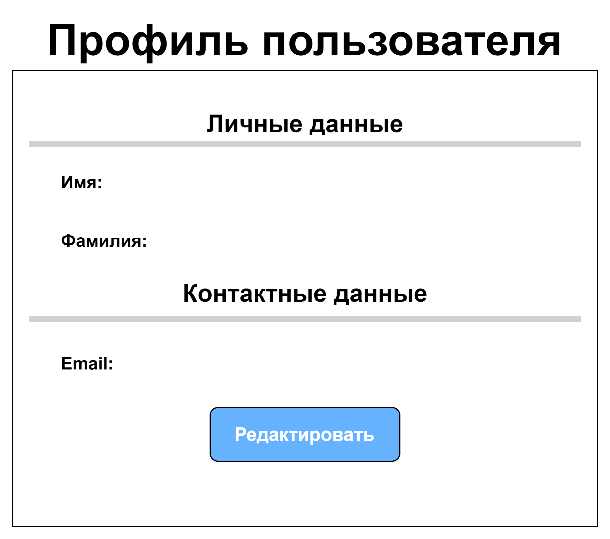 Профиль пользователя
Личные данные
Имя:
Фамилия:
Контактные данные
Email:
Редактировать